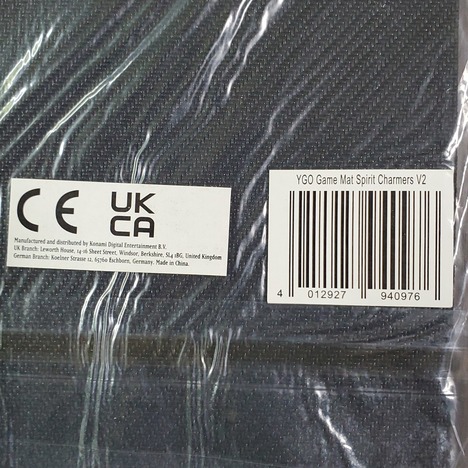 CE
UK
CA
Manufactured and distributed by Konami Digital Entertainment B.V.
UK Branch: Leworth House, 14-16 Sheet Street, Windsor, Berkshire, SL4 1BG, United Kingdom
German Branch: Koelner Strasse 12, 65760 Eschborn, Germany. Made in China.
YGO Game Mat Spirit Charmers V2
4 012927 940976